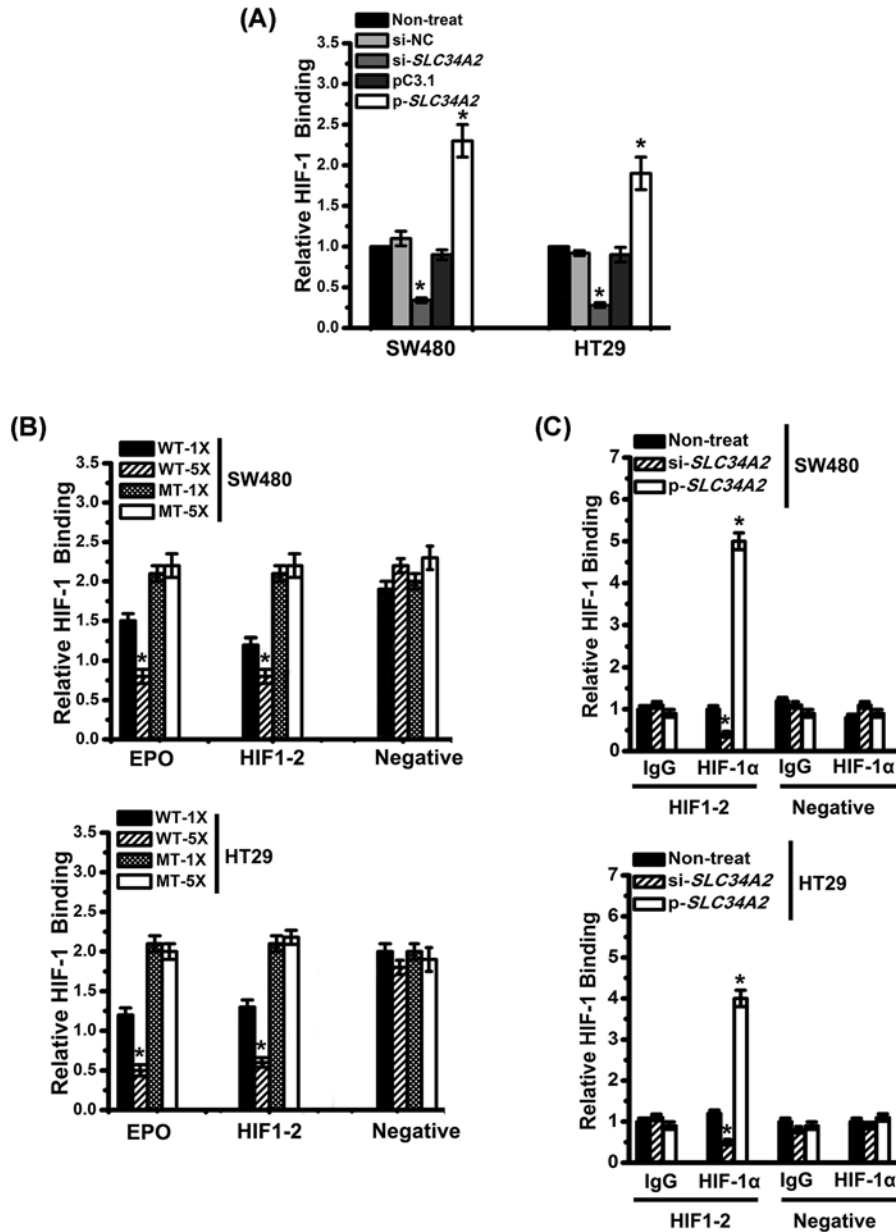 (A)
Non-treat
si-NC
si-SLC34A2
pC3.1
p-SLC34A2
Relative HIF-1 Binding
3.5
3.0
2.5
2.0
1.5
1.0
0.5
0.0
*
*
*
*
SW480
HT29
(B)
WT-1X
WT-5X
MT-1X
MT-5X
SW480
Relative HIF-1 Binding
3.5
3.0
2.5
2.0
1.5
1.0
0.5
0.0
*
*
EPO
HIF1-2
Negative
WT-1X
WT-5X
MT-1X
MT-5X
HT29
Relative HIF-1 Binding
3.5
3.0
2.5
2.0
1.5
1.0
0.5
0.0
*
*
EPO
HIF1-2
Negative
(C)
Non-treat
si-SLC34A2
p-SLC34A2
SW480
Relative HIF-1 Binding
7
6
5
4
3
2
1
0
*
*
IgG HIF-1α IgG HIF-1α
HIF1-2 Negative
Non-treat
si-SLC34A2
p-SLC34A2
HT29
Relative HIF-1 Binding
7
6
5
4
3
2
1
0
*
*
IgG HIF-1α IgG HIF-1α
HIF1-2 Negative